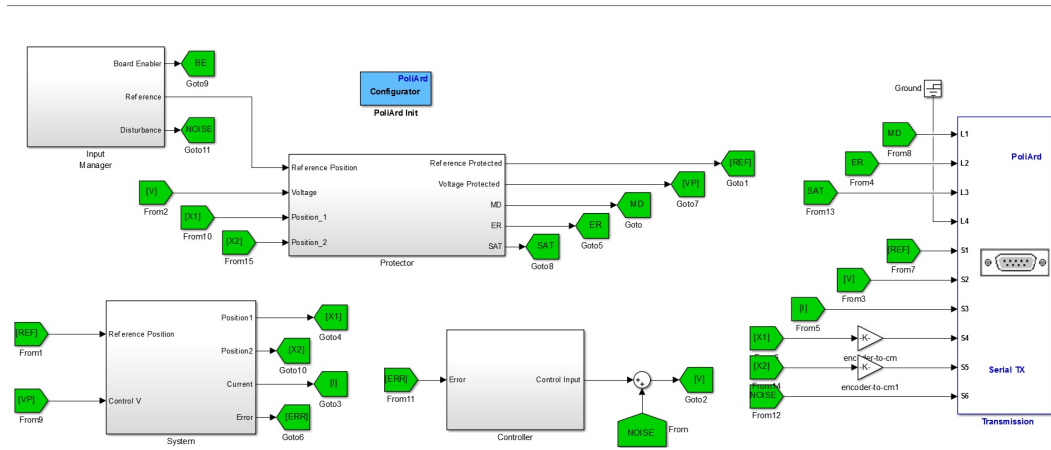 Board Enabler
BE
Goto9
Reference
Disturbance
NOISE
Goto11
Input
Manager
PoliArd
Configurator
PoliArd Init
Reference Position
Voltage
Position_1
Position_2
Reference Protected
Voltage Protected
MD
ER
SAT
Protector
[V]
From2
[X1]
From10
[X2]
From15
[REF]
Goto1
[VP]
Goto7
MD
Goto
ER
Goto5
SAT
Goto8
Ground
MD
From8
ER
From4
SAT
From13
[REF]
From7
[V]
From3
[I]
From5
[X1]
-K-
encoder-to-cm
[X2]
From14
-K-
encoder-to-cm1
NOISE
From12
L1
L2
L3
L4
S1
S2
S3
S4
S5
S6
PoliArd
Serial TX
Transmission
[REF]
From1
[VP]
From9
Reference Position
Control V
Position1
Position2
Current
Error
System
[X1]
Goto4
[X2]
Goto10
[I]
Goto3
[ERR]
Goto6
[ERR]
From11
Error
Control Input
Controller
[V]
Goto2
NOISE
From